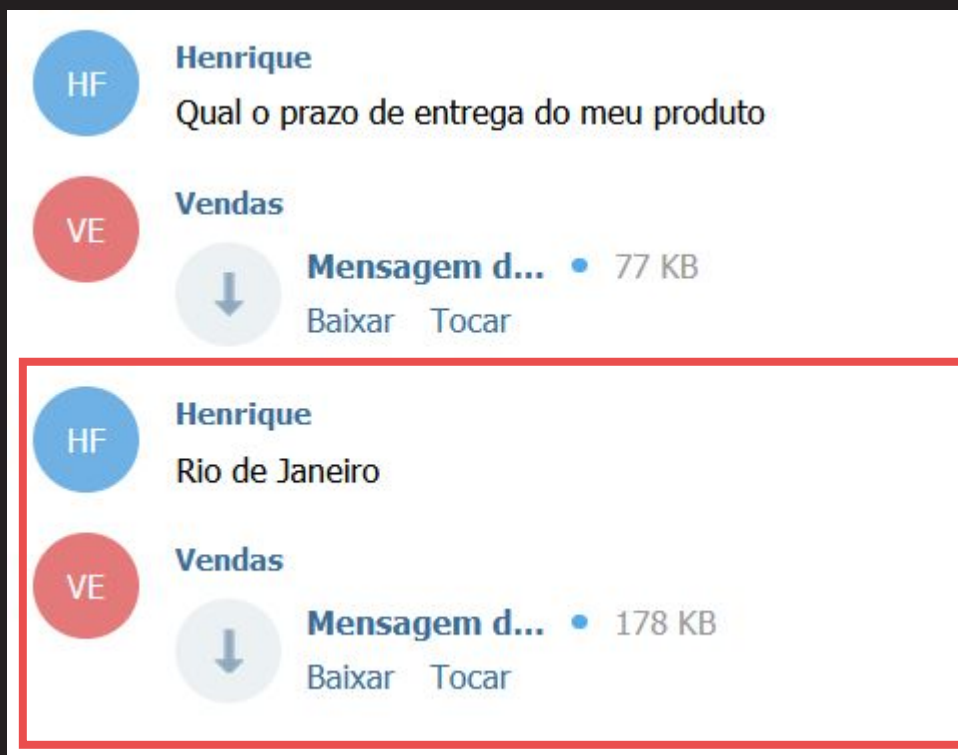 HF
Henrique
Qual o prazo de entrega do meu produto
VE
Vendas
Mensagem d... • 77 KB
Baixar Tocar
HF
Henrique
Rio de Janeiro
VE
Vendas
Mensagem d... • 178 KB
Baixar Tocar